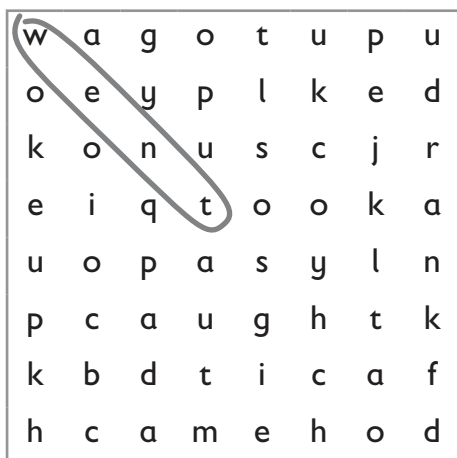 w a g o t u p u
o e y p l k e d
k o n u s c j r
e i q t o o k a
u o p a s y l n
p c a u g h t k
k b d t i c a f
h c a m e h o d